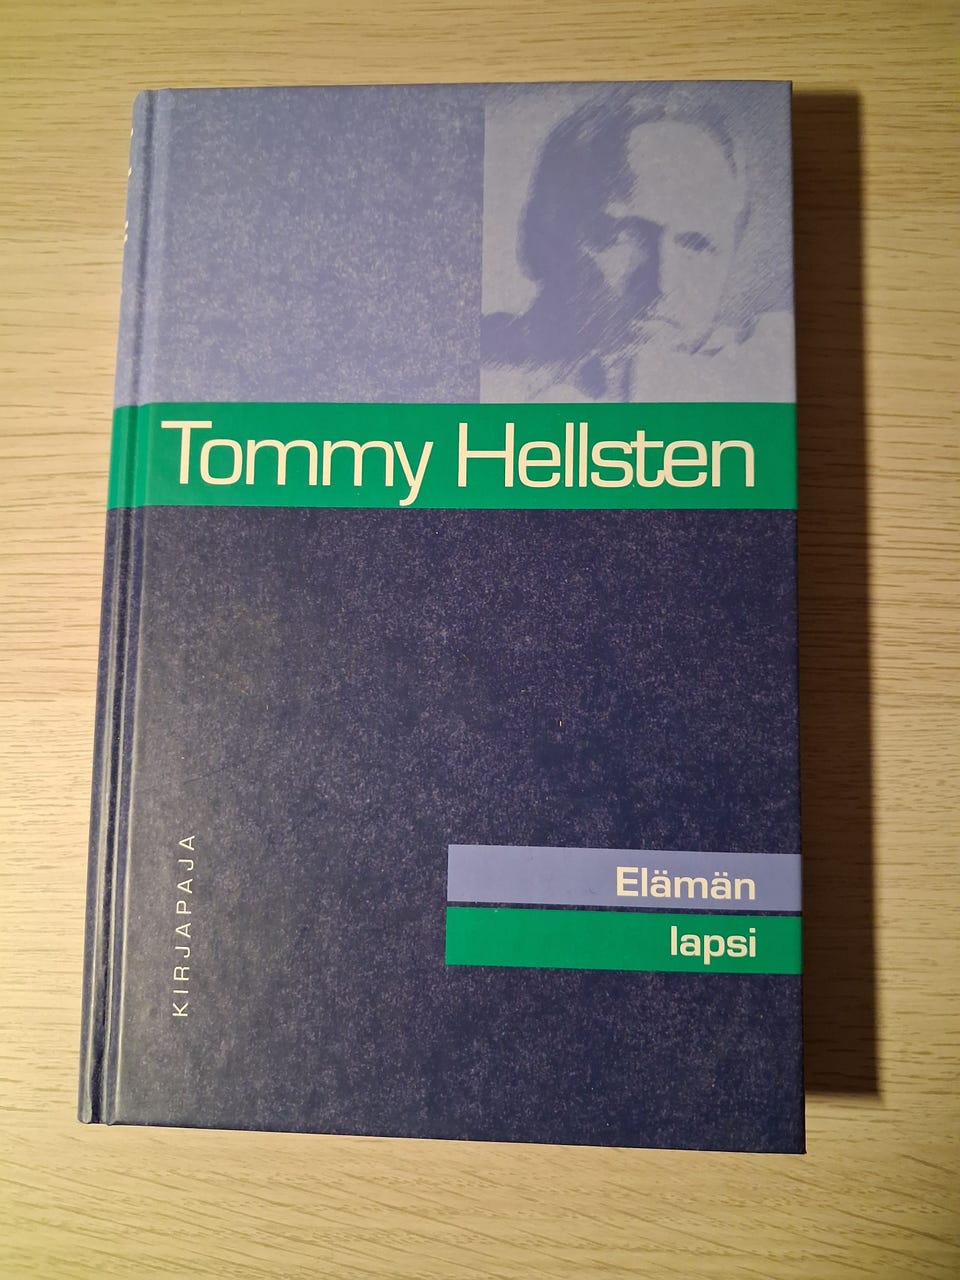 Tommy Hellsten
Elämän
lapsi
KIRJAPAJA